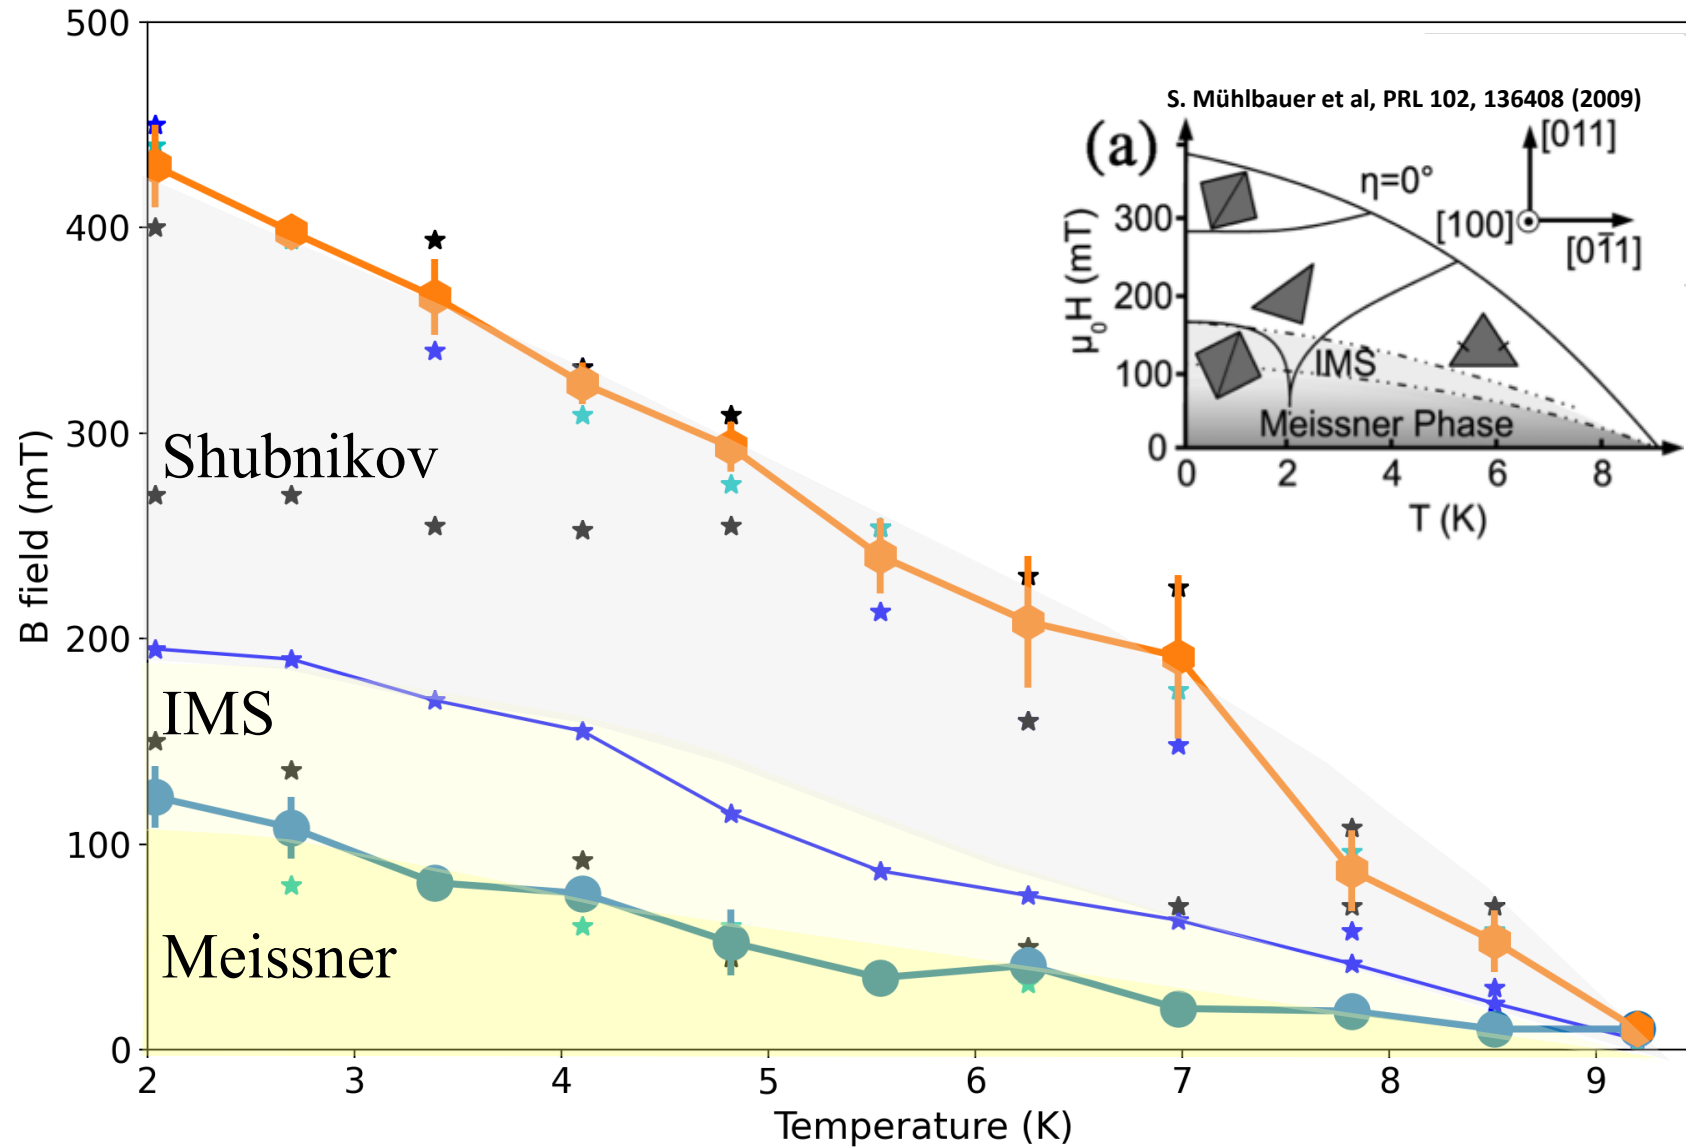 500
400
300
200
100
0
B field (mT)
2
3
4
5
6
7
8
9
Temperature (K)
Shubnikov
IMS
Meissner
S. Mühlbauer et al, PRL 102, 136408 (2009)
(a)
[011]
η=0°
[100]
[01̅1]
300
200
100
0
μ₀H (mT)
IMS
Meissner Phase
0
2
4
6
8
T (K)